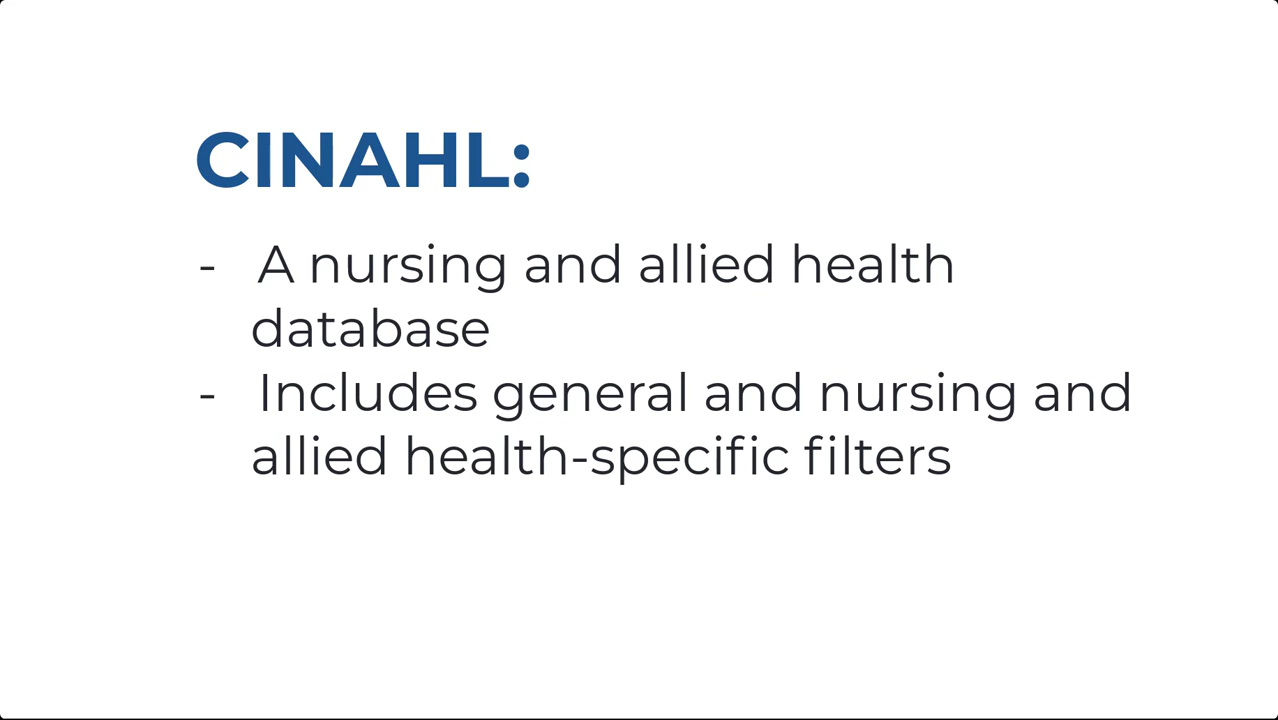 CINAHL:
- A nursing and allied health
database
- Includes general and nursing and
allied health-specific filters